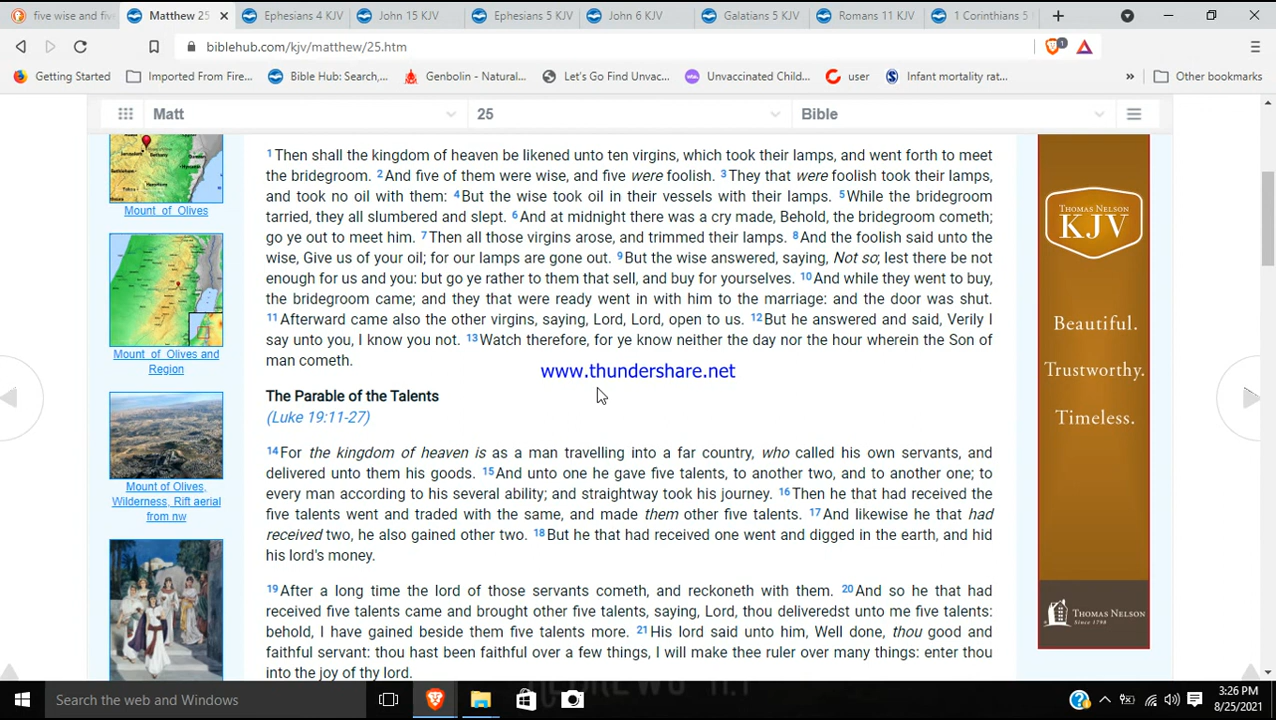 five wise and five
Matthew 25
Ephesians 4 KJV
John 15 KJV
Ephesians 5 KJV
John 6 KJV
Galatians 5 KJV
Romans 11 KJV
1 Corinthians 5
biblehub.com/kjv/matthew/25.htm
1
Getting Started
Imported From Fire...
Bible Hub: Search,...
Genbolin - Natural...
Let's Go Find Unvac...
Unvaccinated Child...
user
Infant mortality rat...
»
Other bookmarks
Matt
25
Bible
1 Then shall the kingdom of heaven be likened unto ten virgins, which took their lamps, and went forth to meet
the bridegroom. 2 And five of them were wise, and five were foolish. 3 They that were foolish took their lamps,
and took no oil with them: 4 But the wise took oil in their vessels with their lamps. 5 While the bridegroom
tarried, they all slumbered and slept. 6 And at midnight there was a cry made, Behold, the bridegroom cometh;
go ye out to meet him. 7 Then all those virgins arose, and trimmed their lamps. 8 And the foolish said unto the
wise, Give us of your oil; for our lamps are gone out. 9 But the wise answered, saying, Not so; lest there be not
enough for us and you: but go ye rather to them that sell, and buy for yourselves. 10 And while they went to buy,
the bridegroom came; and they that were ready went in with him to the marriage: and the door was shut.
11 Afterward came also the other virgins, saying, Lord, Lord, open to us. 12 But he answered and said, Verily I
say unto you, I know you not. 13 Watch therefore, for ye know neither the day nor the hour wherein the Son of
man cometh.
www.thundershare.net
The Parable of the Talents
(Luke 19:11-27)
14 For the kingdom of heaven is as a man travelling into a far country, who called his own servants, and
delivered unto them his goods. 15 And unto one he gave five talents, to another two, and to another one; to
every man according to his several ability; and straightway took his journey. 16 Then he that had received the
five talents went and traded with the same, and made them other five talents. 17 And likewise he that had
received two, he also gained other two. 18 But he that had received one went and digged in the earth, and hid
his lord's money.
19 After a long time the lord of those servants cometh, and reckoneth with them. 20 And so he that had
received five talents came and brought other five talents, saying, Lord, thou deliveredst unto me five talents:
behold, I have gained beside them five talents more. 21 His lord said unto him, Well done, thou good and
faithful servant: thou hast been faithful over a few things, I will make thee ruler over many things: enter thou
into the joy of thy lord.
Mount of Olives
Mount of Olives and
Region
Mount of Olives,
Wilderness, Rift aerial
from nw
THOMAS NELSON
KJV
Beautiful.
Trustworthy.
Timeless.
THOMAS NELSON
Since 1798
Search the web and Windows
3:26 PM
8/25/2021